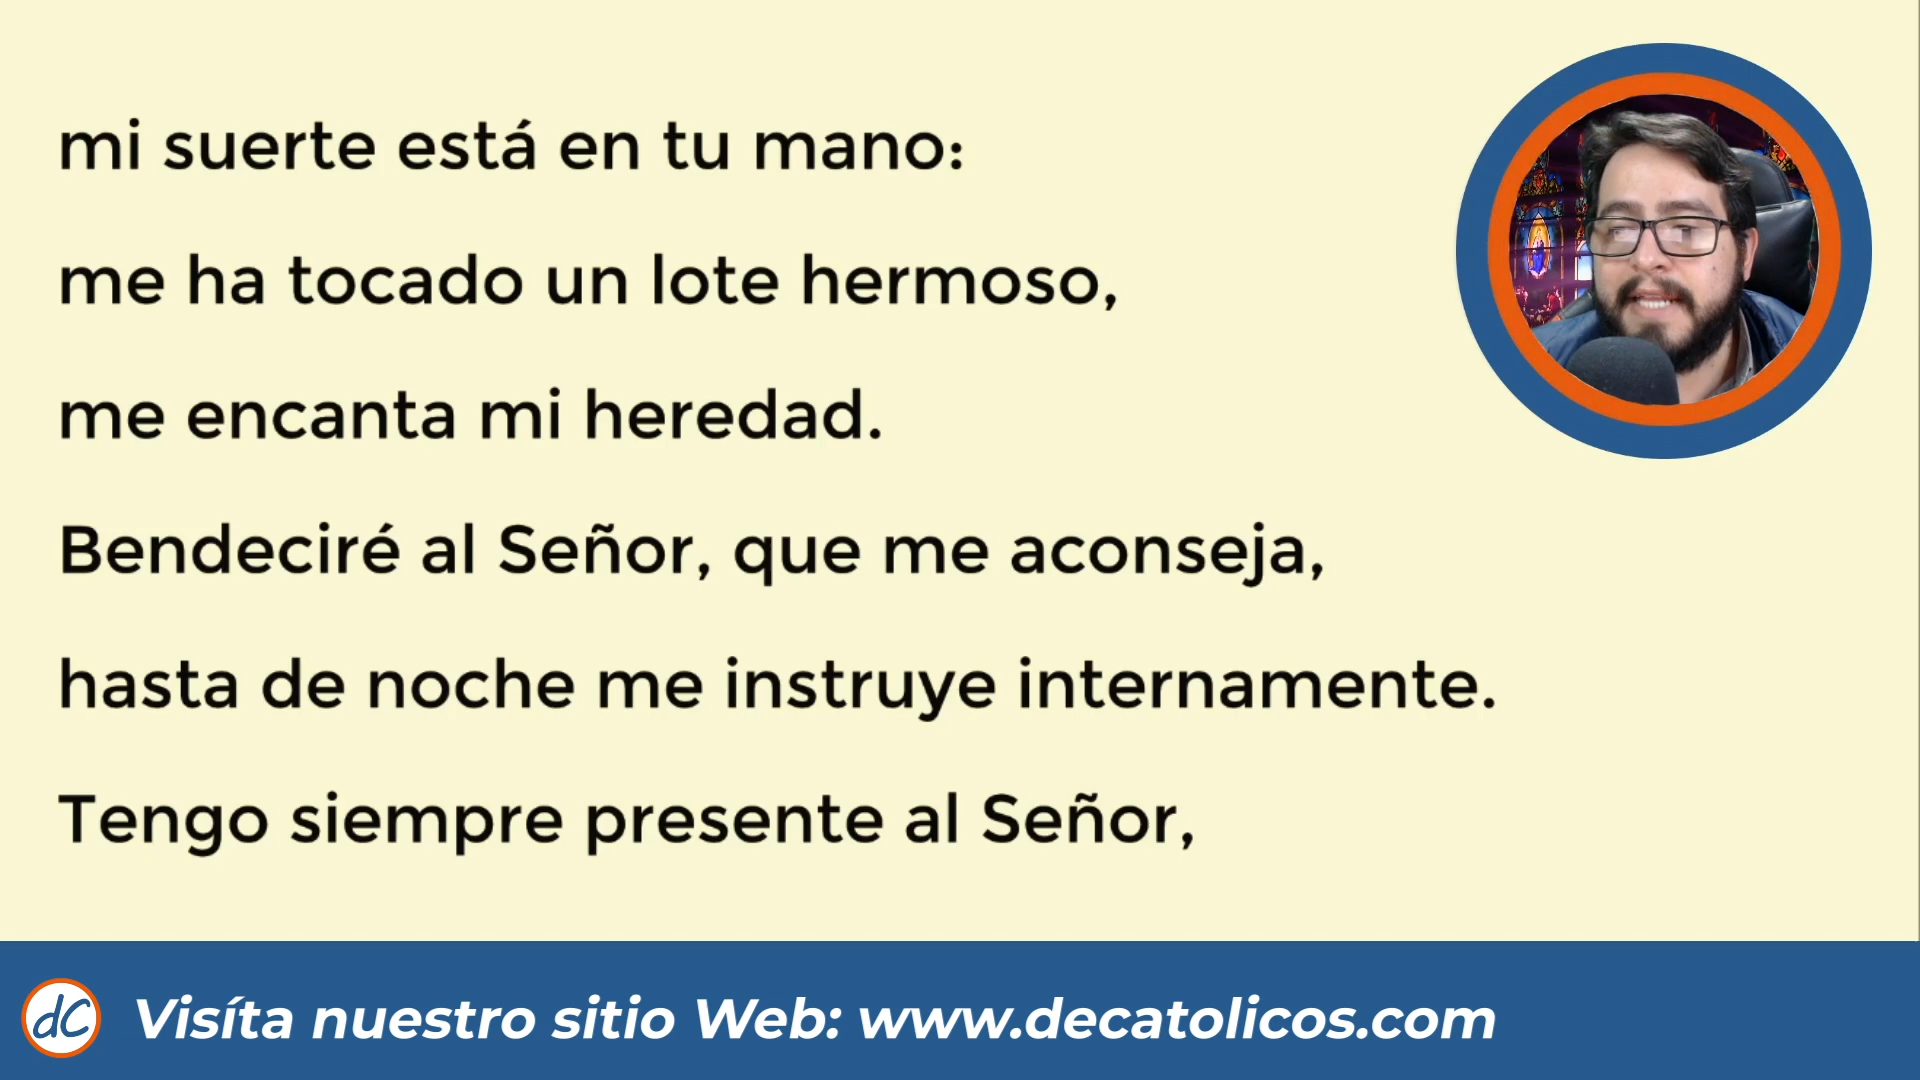 mi suerte está en tu mano:
me ha tocado un lote hermoso,
me encanta mi heredad.
Bendeciré al Señor, que me aconseja,
hasta de noche me instruye internamente.
Tengo siempre presente al Señor,
dC Visíta nuestro sitio Web: www.decatolicos.com